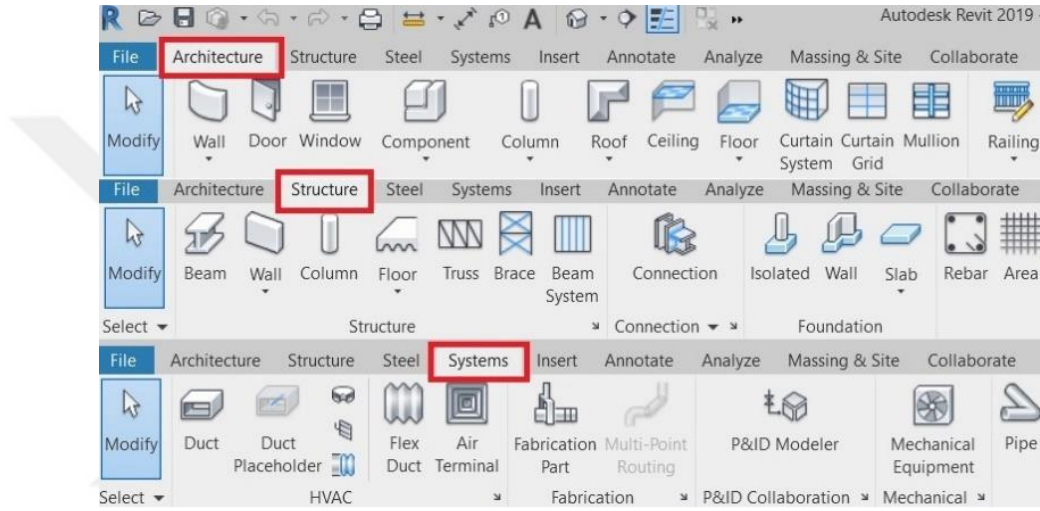 Autodesk Revit 2019 -
File Architecture Structure Steel Systems Insert Annotate Analyze Massing & Site Collaborate
Modify Wall Door Window Component Column Roof Ceiling Floor Curtain System Curtain Grid Mullion Railing
File Architecture Structure Steel Systems Insert Annotate Analyze Massing & Site Collaborate
Modify Beam Wall Column Floor Truss Brace Beam System Connection Isolated Wall Slab Rebar Area
Select Structure Connection Foundation
File Architecture Structure Steel Systems Insert Annotate Analyze Massing & Site Collaborate
Modify Duct Duct Placeholder Flex Duct Air Terminal Fabrication Part Multi-Point Routing P&ID Modeler Mechanical Equipment Pipe
Select HVAC Fabrication P&ID Collaboration Mechanical